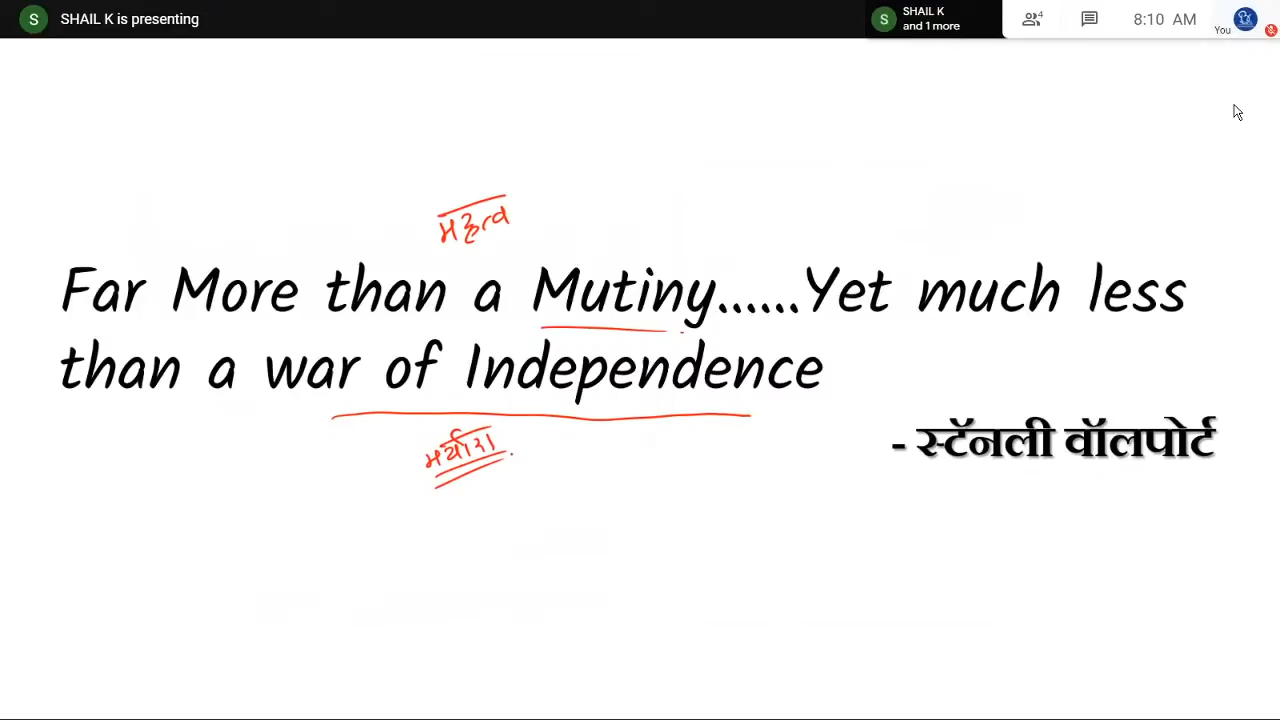 S SHAIL K is presenting
S SHAIL K and 1 more
4
8:10 AM
You
महत्व
Far More than a Mutiny......Yet much less
than a war of Independence
मर्यादा
- स्टॅनली वॉलपोर्ट